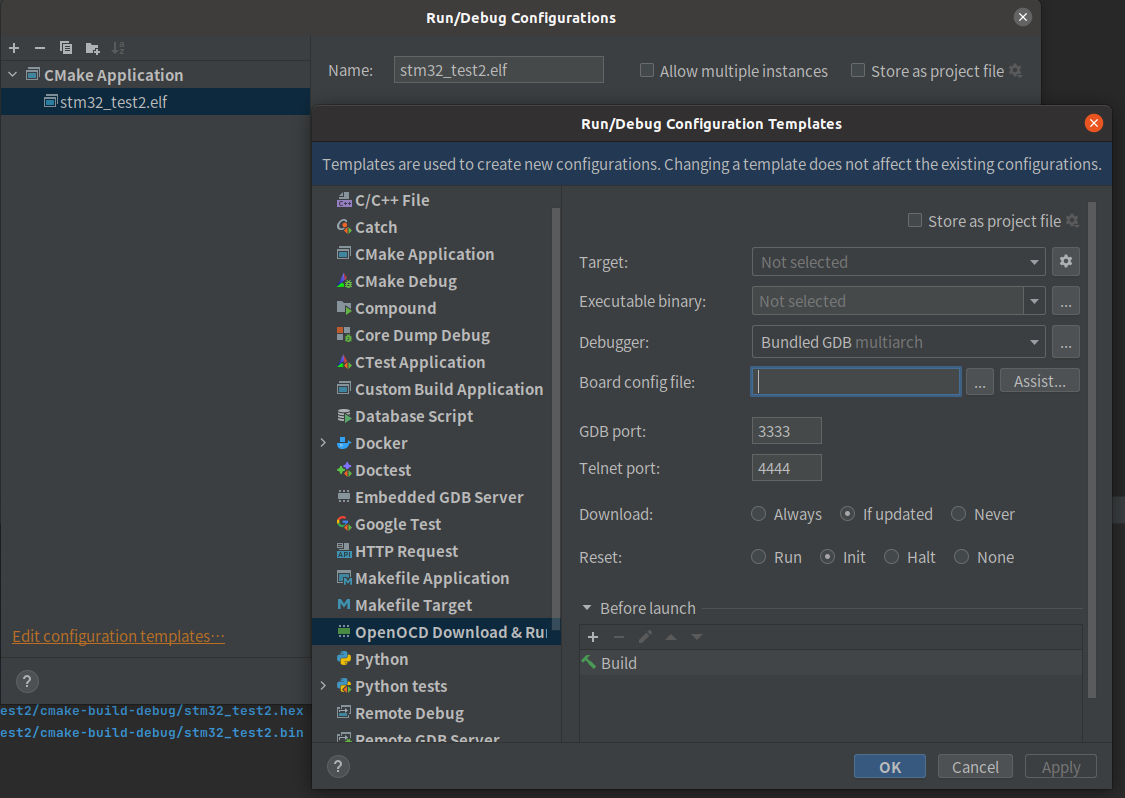 Run/Debug Configurations
CMake Application
stm32_test2.elf
Name: stm32_test2.elf Allow multiple instances Store as project file
Run/Debug Configuration Templates
Templates are used to create new configurations. Changing a template does not affect the existing configurations.
C/C++ File
Catch
CMake Application
CMake Debug
Compound
Core Dump Debug
CTest Application
Custom Build Application
Database Script
Docker
Doctest
Embedded GDB Server
Google Test
HTTP Request
Makefile Application
Makefile Target
OpenOCD Download & Ru
Python
Python tests
Remote Debug
Remote GDB Server
Store as project file
Target: Not selected
Executable binary: Not selected ...
Debugger: Bundled GDB multiarch ...
Board config file: ... Assist...
GDB port: 3333
Telnet port: 4444
Download: Always If updated Never
Reset: Run Init Halt None
Before launch
Build
Edit configuration templates...
?
est2/cmake-build-debug/stm32_test2.hex
est2/cmake-build-debug/stm32_test2.bin
? OK Cancel Apply